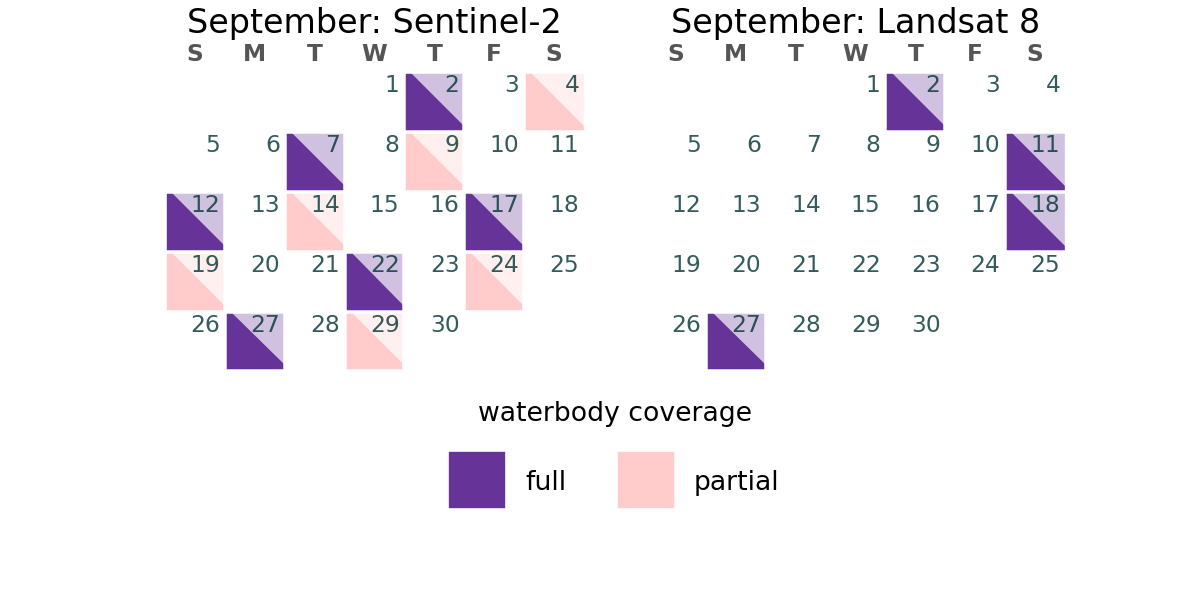 September: Sentinel-2
S M T W T F S
1 2 3 4
5 6 7 8 9 10 11
12 13 14 15 16 17 18
19 20 21 22 23 24 25
26 27 28 29 30
September: Landsat 8
S M T W T F S
1 2 3 4
5 6 7 8 9 10 11
12 13 14 15 16 17 18
19 20 21 22 23 24 25
26 27 28 29 30
waterbody coverage
full partial